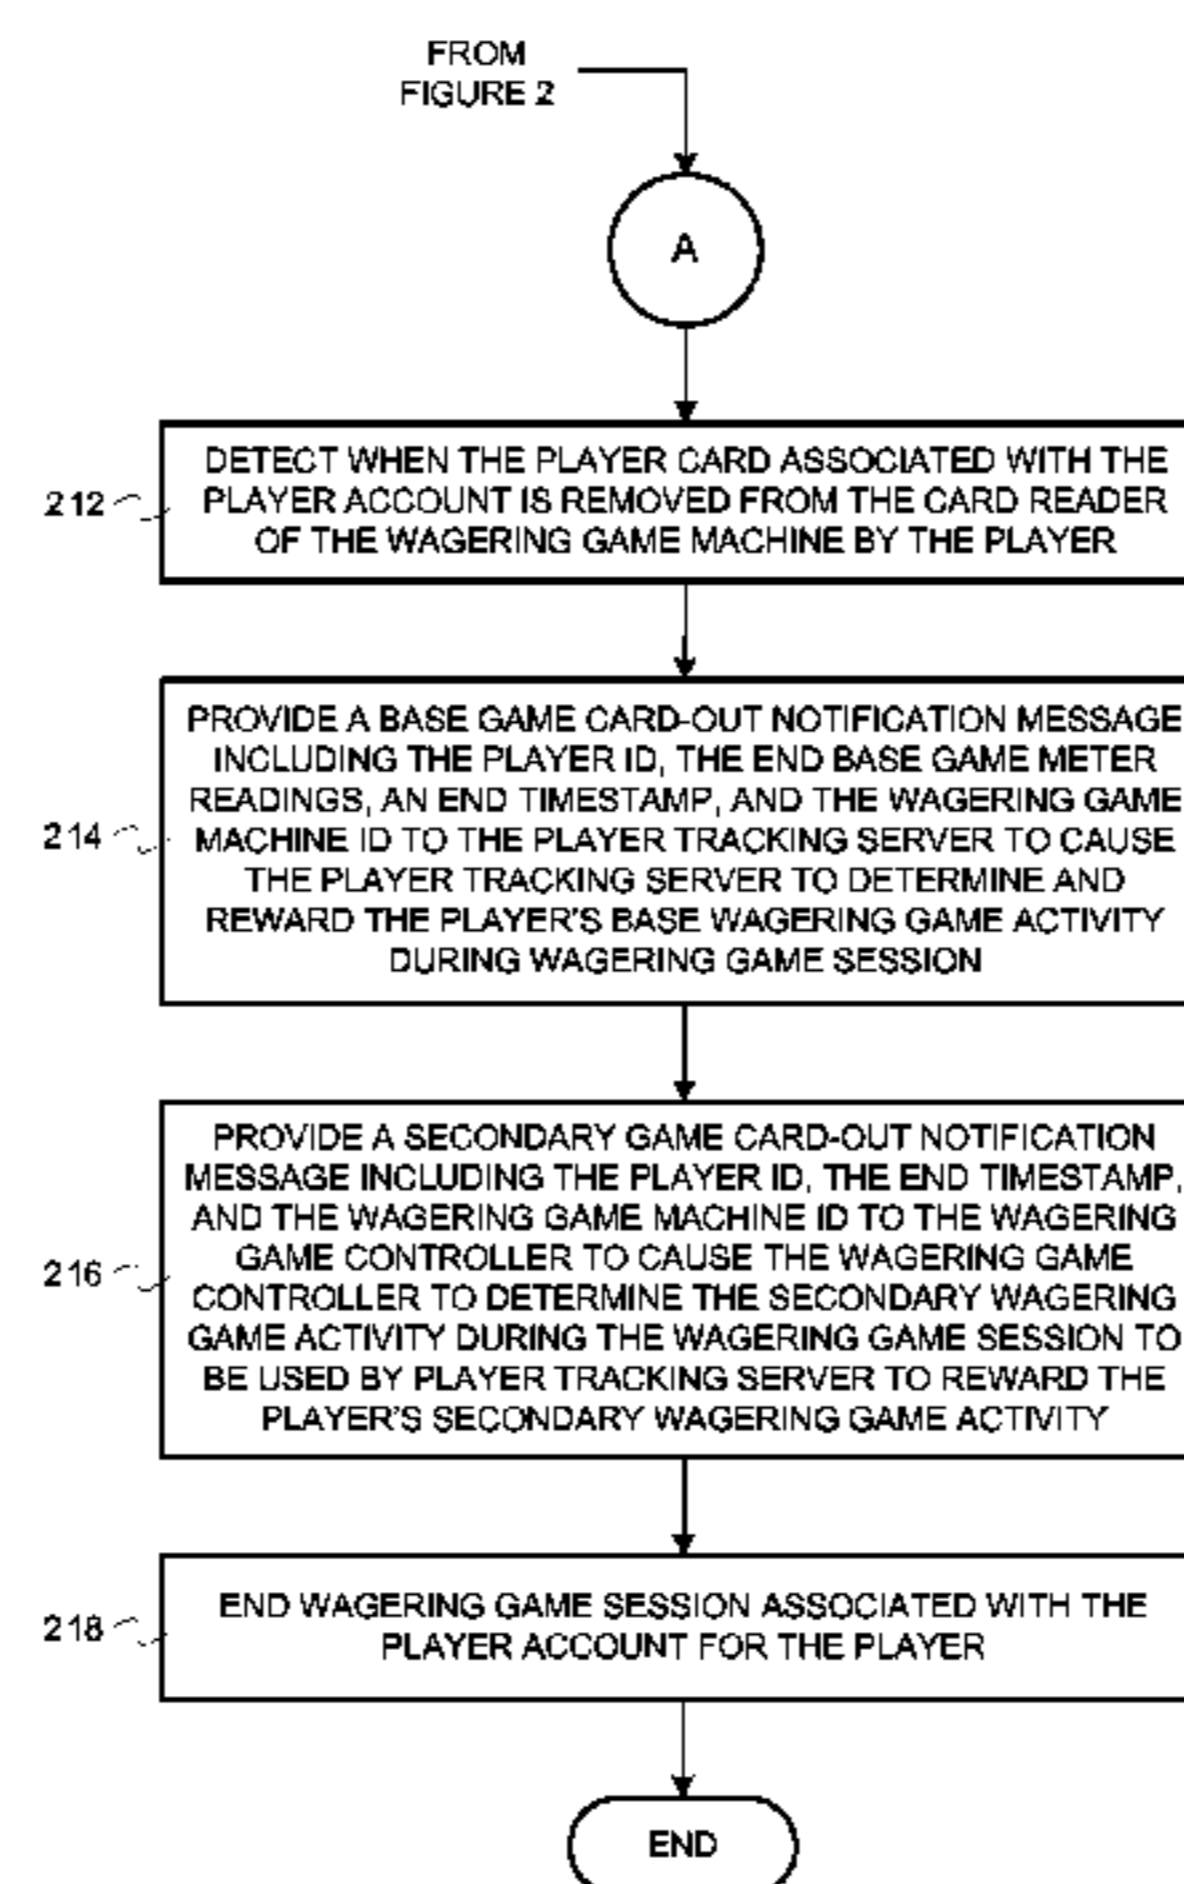 FROM
FIGURE 2
A
212
DETECT WHEN THE PLAYER CARD ASSOCIATED WITH THE
PLAYER ACCOUNT IS REMOVED FROM THE CARD READER
OF THE WAGERING GAME MACHINE BY THE PLAYER
214
PROVIDE A BASE GAME CARD-OUT NOTIFICATION MESSAGE
INCLUDING THE PLAYER ID, THE END BASE GAME METER
READINGS, AN END TIMESTAMP, AND THE WAGERING GAME
MACHINE ID TO THE PLAYER TRACKING SERVER TO CAUSE
THE PLAYER TRACKING SERVER TO DETERMINE AND
REWARD THE PLAYER'S BASE WAGERING GAME ACTIVITY
DURING WAGERING GAME SESSION
216
PROVIDE A SECONDARY GAME CARD-OUT NOTIFICATION
MESSAGE INCLUDING THE PLAYER ID, THE END TIMESTAMP,
AND THE WAGERING GAME MACHINE ID TO THE WAGERING
GAME CONTROLLER TO CAUSE THE WAGERING GAME
CONTROLLER TO DETERMINE THE SECONDARY WAGERING
GAME ACTIVITY DURING THE WAGERING GAME SESSION TO
BE USED BY PLAYER TRACKING SERVER TO REWARD THE
PLAYER'S SECONDARY WAGERING GAME ACTIVITY
218
END WAGERING GAME SESSION ASSOCIATED WITH THE
PLAYER ACCOUNT FOR THE PLAYER
END